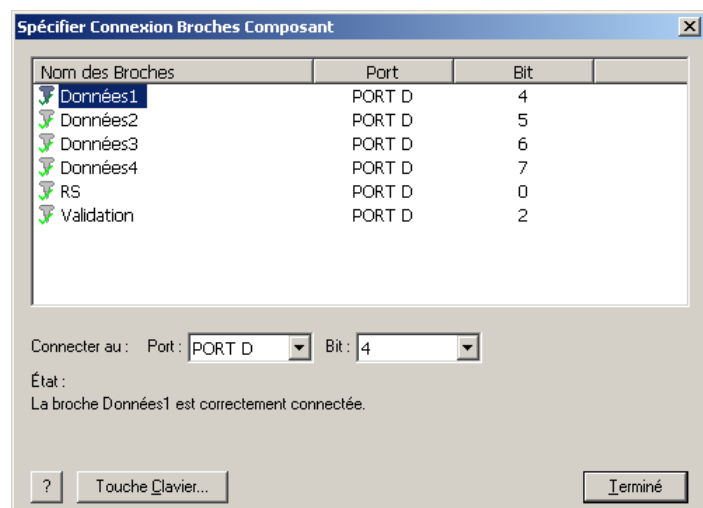 Spécifier Connexion Broches Composant
Nom des Broches Port Bit
Données1 PORT D 4
Données2 PORT D 5
Données3 PORT D 6
Données4 PORT D 7
RS PORT D 0
Validation PORT D 2
Connecter au : Port : PORT D Bit : 4
État :
La broche Données1 est correctement connectée.
? Touche Clavier... Terminé